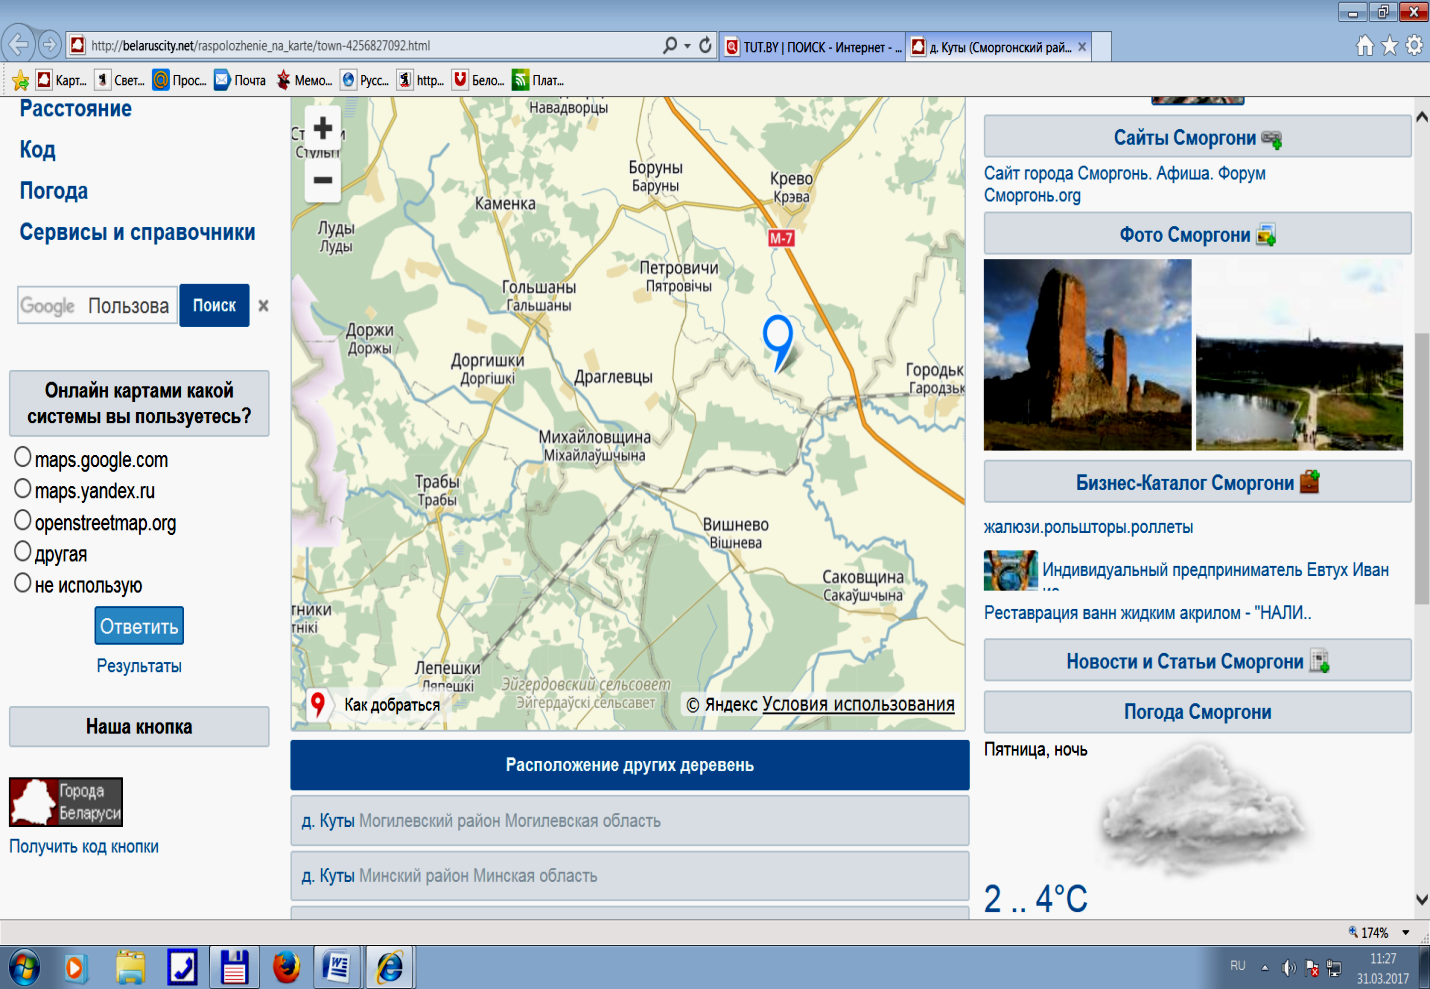 http://belaruscity.net/raspolozhenie_na_karte/town-4256827092.html
TUT.BY | ПОИСК - Интернет - ...
д. Куты (Сморгонский рай...
Карт...
Свет...
Прос...
Почта
Мемо...
Русс...
http...
Бело...
Плат...
Расстояние
Код
Погода
Сервисы и справочники
Google Пользова
Поиск
Онлайн картами какой
системы вы пользуетесь?
maps.google.com
maps.yandex.ru
openstreetmap.org
другая
не использую
Ответить
Результаты
Наша кнопка
Города
Беларуси
Получить код кнопки
Навадворцы
Боруны
Баруны
Крево
Крэва
Каменка
М-7
Луды
Луды
Петровичи
Пятровічы
Гольшаны
Гальшаны
Доржи
Доржы
Доргишки
Доргішкі
Драглевцы
Городьк
Гародзьк
Михайловщина
Міхайлаўшчына
Трабы
Трабы
Вишнево
Вішнева
Саковщина
Сакаўшчына
тники
тнікі
Лепешки
Ляпешкі
Эйгердовский сельсовет
Эйгердаўскі сельсавет
Как добраться
© Яндекс Условия использования
Расположение других деревень
д. Куты Могилевский район Могилевская область
д. Куты Минский район Минская область
Сайты Сморгони
Сайт города Сморгонь. Афиша. Форум
Сморгонь.org
Фото Сморгони
Бизнес-Каталог Сморгони
жалюзи.рольшторы.роллеты
Индивидуальный предприниматель Евтух Иван
Реставрация ванн жидким акрилом - "НАЛИ..
Новости и Статьи Сморгони
Погода Сморгони
Пятница, ночь
2 .. 4°C
174%
RU
11:27
31.03.2017